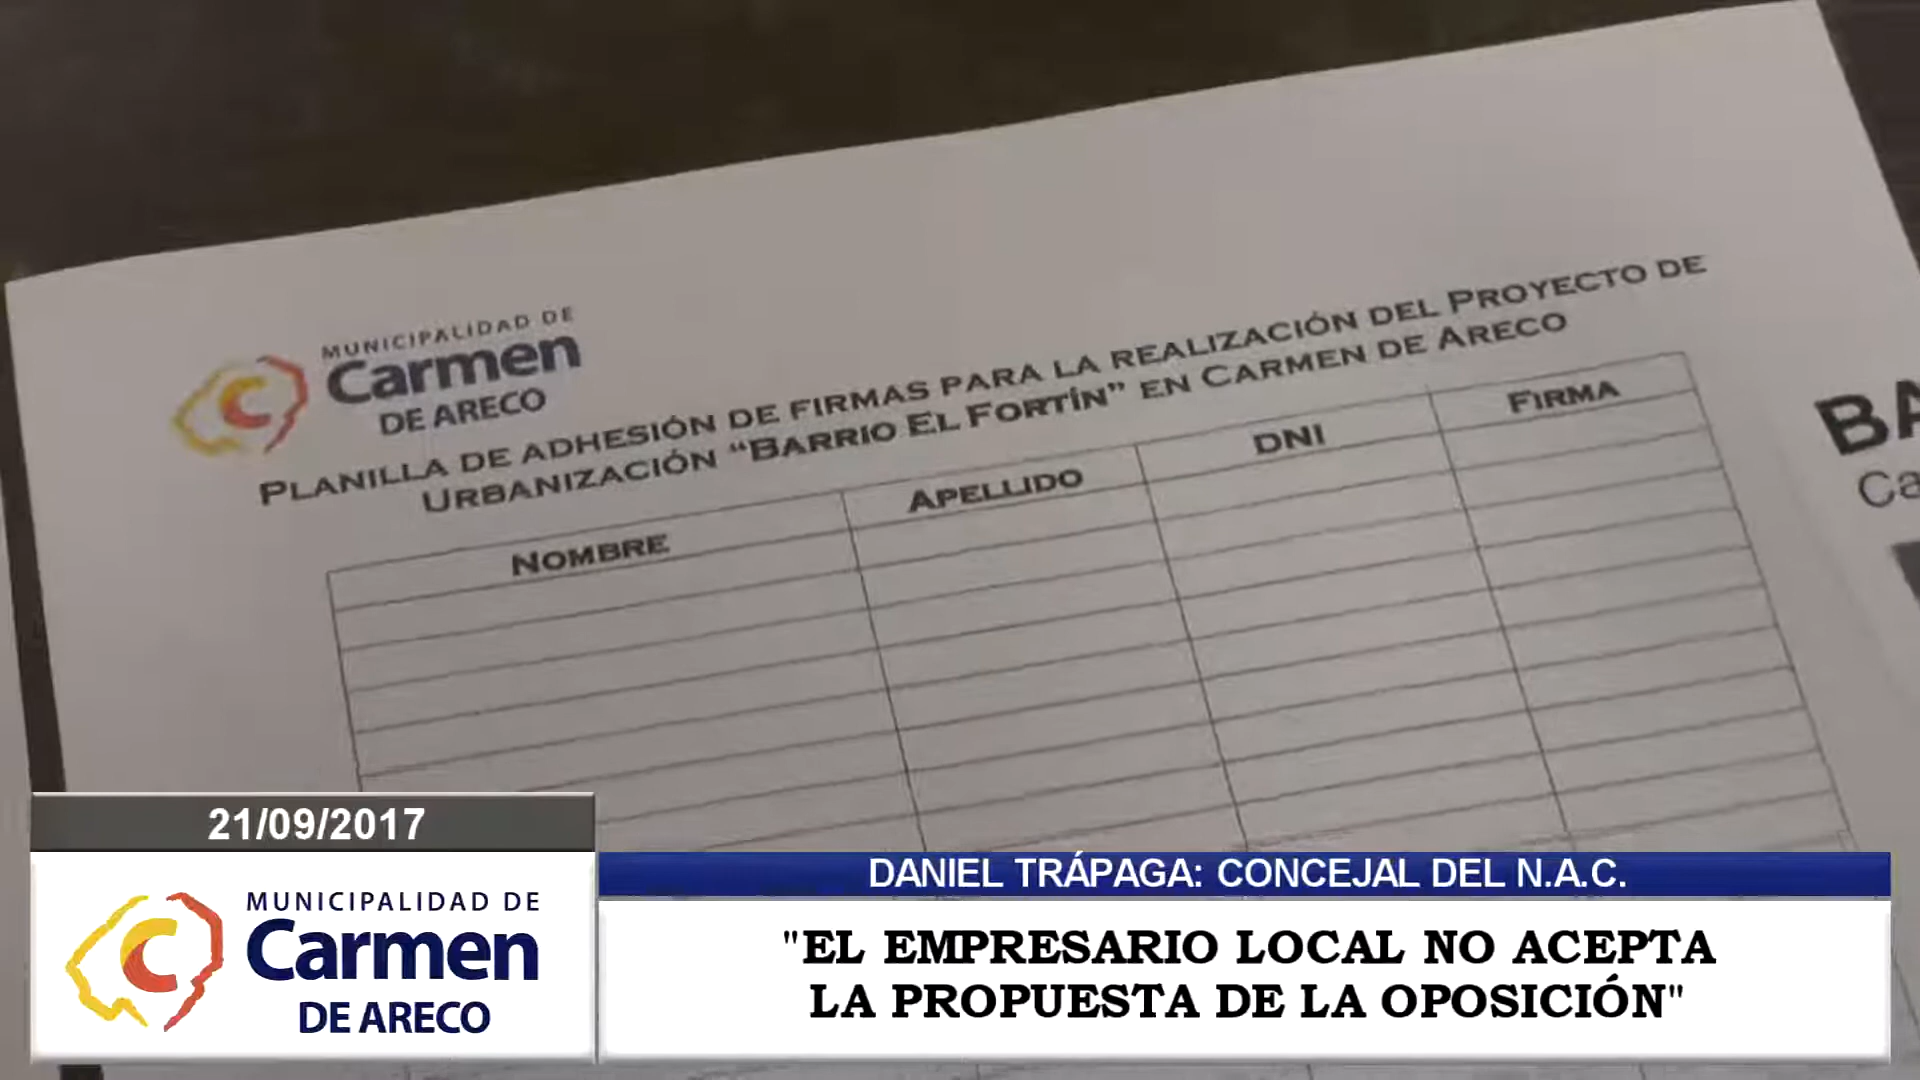 MUNICIPALIDAD DE
Carmen
DE ARECO
PLANILLA DE ADHESIÓN DE FIRMAS PARA LA REALIZACIÓN DEL PROYECTO DE
URBANIZACIÓN “BARRIO EL FORTÍN” EN CARMEN DE ARECO
NOMBRE APELLIDO DNI FIRMA
21/09/2017
MUNICIPALIDAD DE
Carmen
DE ARECO
DANIEL TRÁPAGA: CONCEJAL DEL N.A.C.
"EL EMPRESARIO LOCAL NO ACEPTA
LA PROPUESTA DE LA OPOSICIÓN"